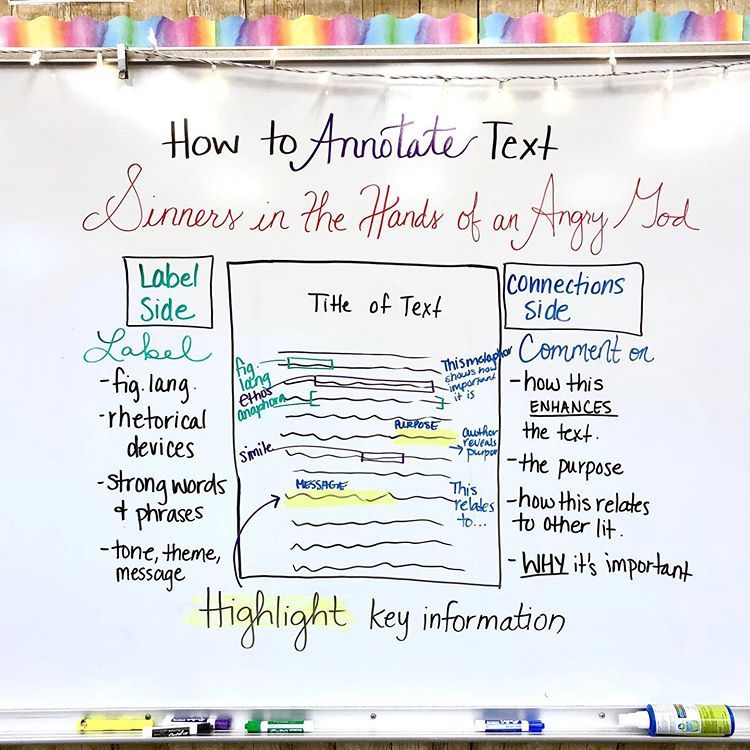 How to Annotate Text
Sinners in the Hands of an Angry God
Label
Side
Label
- fig. lang.
- rhetorical
devices
- strong words
& phrases
- tone, theme,
message
Title of Text
fig.
lang
ethos
anaphora
simile
MESSAGE
PURPOSE
This metaphor
shows how
important
it is
author
reveals
purpose
This
relates
to...
Connections
Side
Comment on
- how this
ENHANCES
the text.
- the purpose
- how this relates
to other lit.
- WHY it's important
Highlight key information